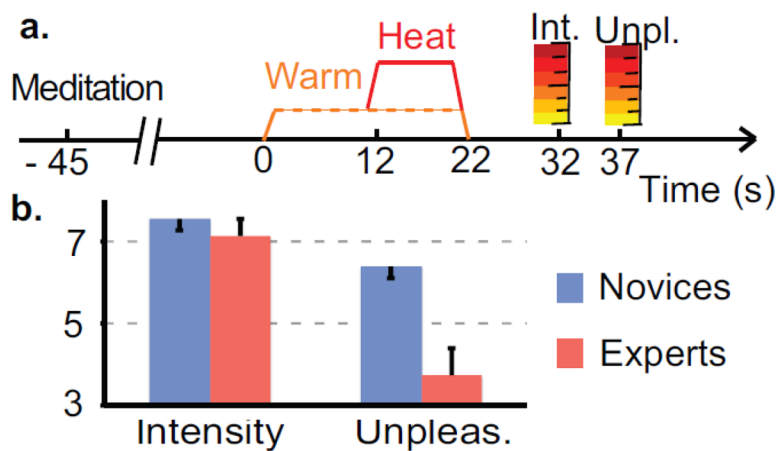 a.
Int. Unpl.
Heat
Warm
Meditation
- 45 0 12 22 32 37
Time (s)
b.
7
5
3
Intensity Unpleas.
Novices
Experts